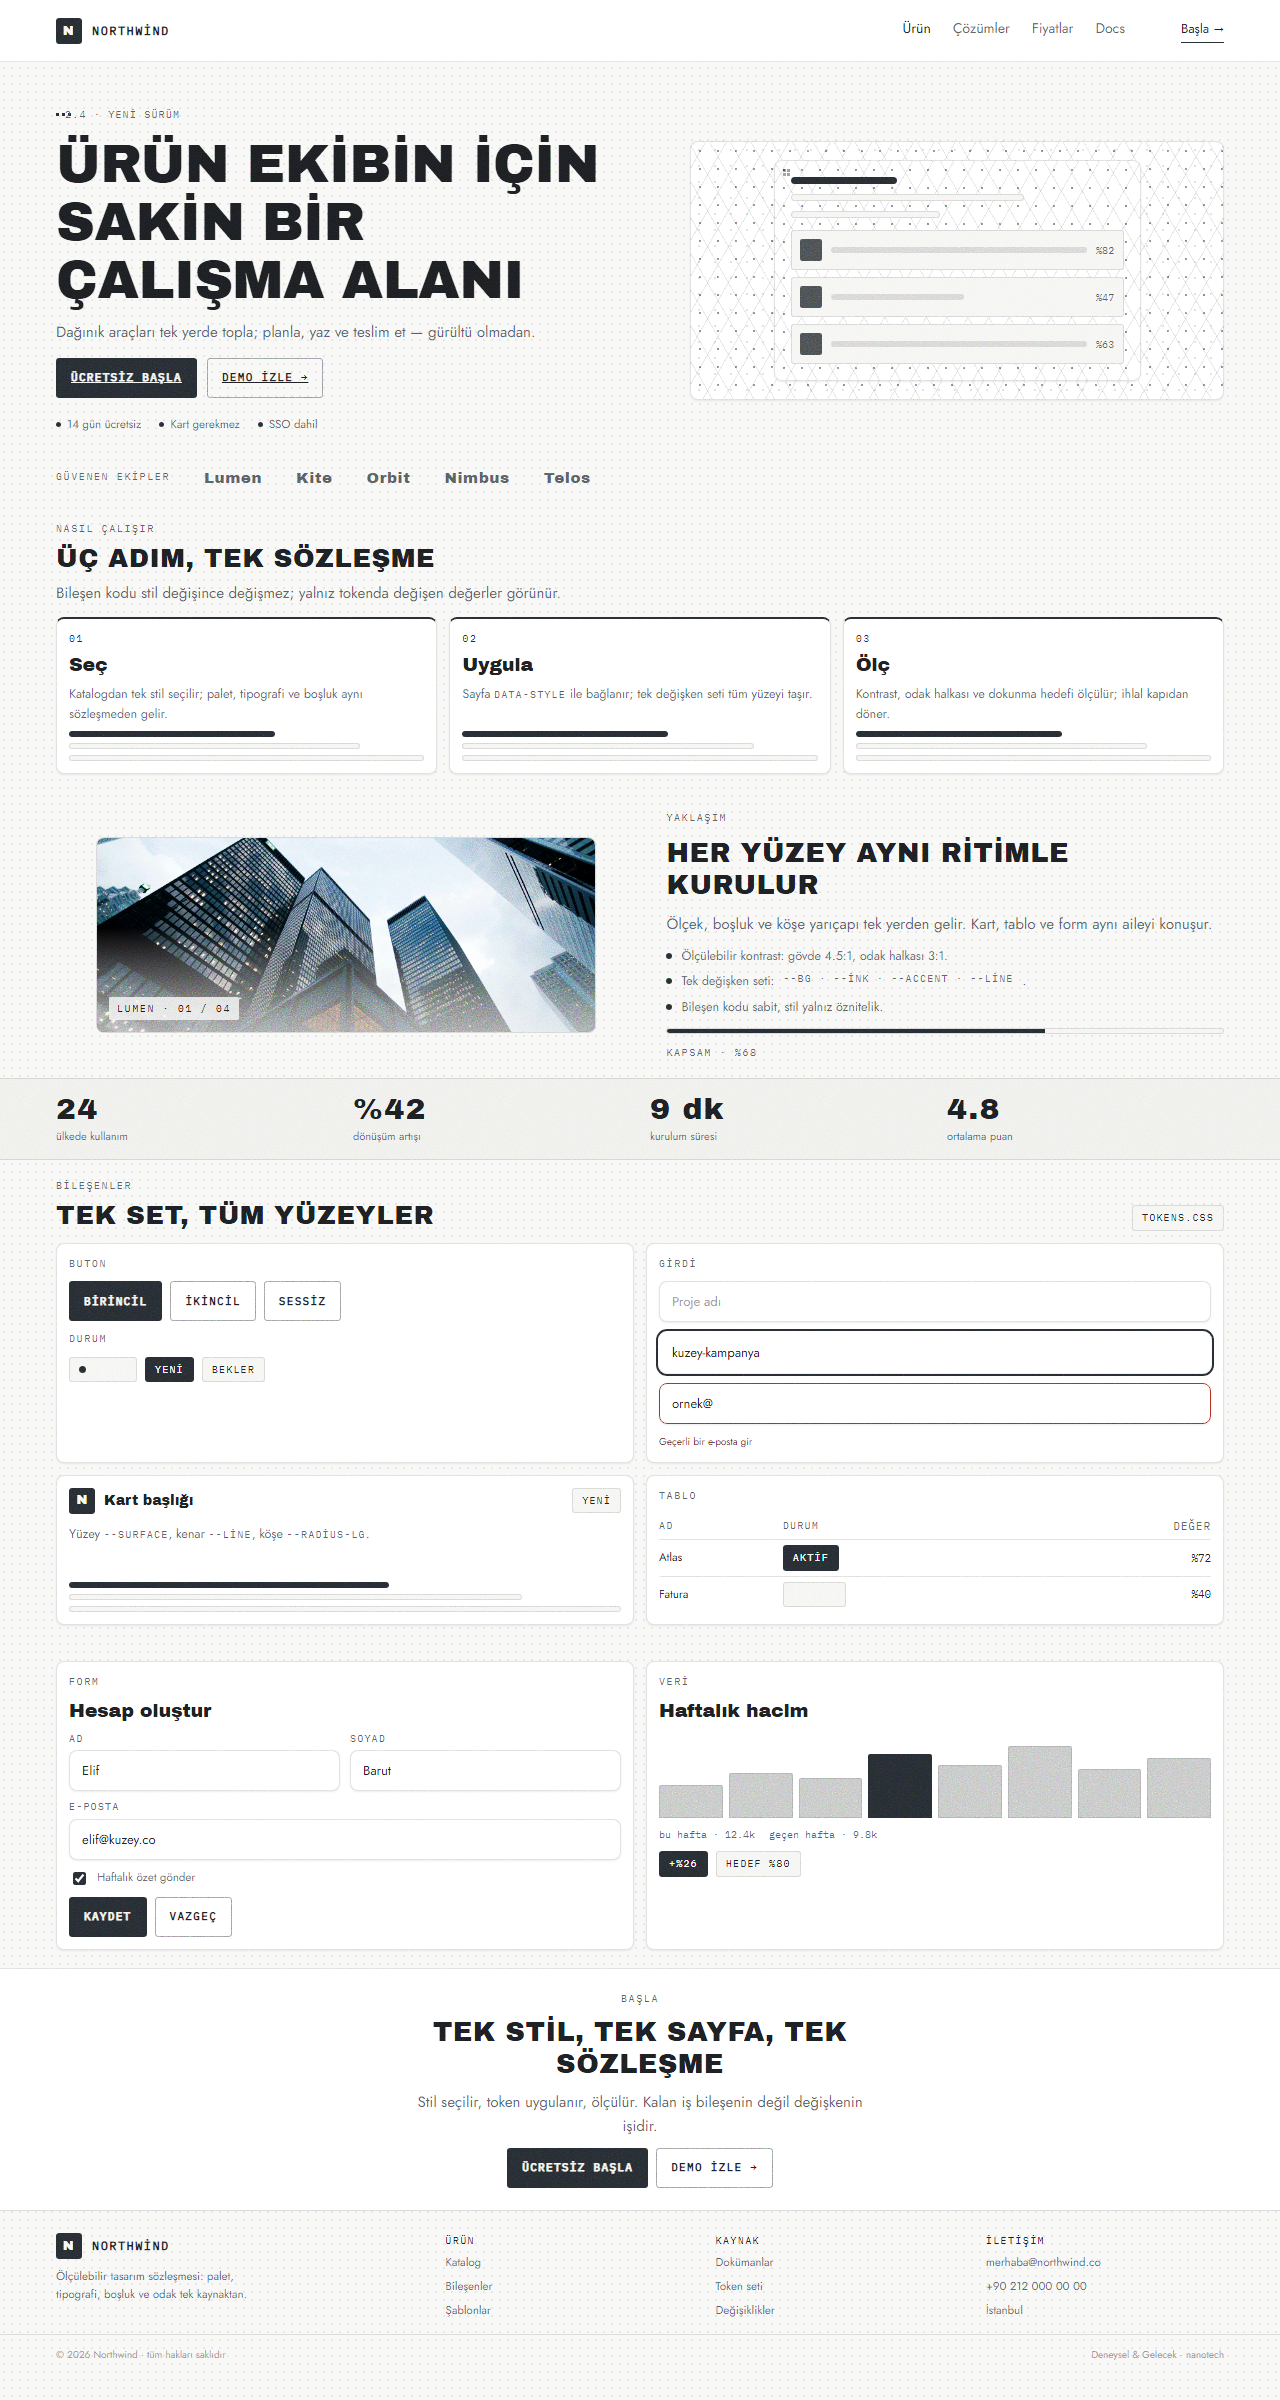 N NORTHWİND
Ürün Çözümler Fiyatlar Docs Başla →
.4 · YENİ SÜRÜM
ÜRÜN EKİBİN İÇİN
SAKİN BİR
ÇALIŞMA ALANI
Dağınık araçları tek yerde topla; planla, yaz ve teslim et — gürültü olmadan.
ÜCRETSİZ BAŞLA DEMO İZLE →
14 gün ücretsiz Kart gerekmez SSO dahil
%82
%47
%63
GÜVENEN EKİPLER Lumen Kite Orbit Nimbus Telos
NASIL ÇALIŞIR
ÜÇ ADIM, TEK SÖZLEŞME
Bileşen kodu stil değişince değişmez; yalnız tokenda değişen değerler görünür.
01
Seç
Katalogdan tek stil seçilir; palet, tipografi ve boşluk aynı
sözleşmeden gelir.
02
Uygula
Sayfa DATA-STYLE ile bağlanır; tek değişken seti tüm yüzeyi taşır.
03
Ölç
Kontrast, odak halkası ve dokunma hedefi ölçülür; ihlal kapıdan
döner.
LUMEN · 01 / 04
YAKLAŞIM
HER YÜZEY AYNI RİTİMLE
KURULUR
Ölçek, boşluk ve köşe yarıçapı tek yerden gelir. Kart, tablo ve form aynı aileyi konuşur.
Ölçülebilir kontrast: gövde 4.5:1, odak halkası 3:1.
Tek değişken seti: --BG · --İNK · --ACCENT · --LİNE .
Bileşen kodu sabit, stil yalnız öznitelik.
KAPSAM · %68
24
ülkede kullanım
%42
dönüşüm artışı
9 dk
kurulum süresi
4.8
ortalama puan
BİLEŞENLER
TEK SET, TÜM YÜZEYLER
TOKENS.CSS
BUTON
BİRİNCİL İKİNCİL SESSİZ
DURUM
YENİ BEKLER
GİRDİ
Proje adı
kuzey-kampanya
ornek@
Geçerli bir e-posta gir
N Kart başlığı YENİ
Yüzey --SURFACE, kenar --LİNE, köşe --RADİUS-LG.
TABLO
AD DURUM DEĞER
Atlas AKTİF %72
Fatura %40
FORM
Hesap oluştur
AD SOYAD
Elif Barut
E-POSTA
elif@kuzey.co
Haftalık özet gönder
KAYDET VAZGEÇ
VERİ
Haftalık hacim
bu hafta · 12.4k geçen hafta · 9.8k
+%26 HEDEF %80
BAŞLA
TEK STİL, TEK SAYFA, TEK
SÖZLEŞME
Stil seçilir, token uygulanır, ölçülür. Kalan iş bileşenin değil değişkenin
işidir.
ÜCRETSİZ BAŞLA DEMO İZLE →
N NORTHWİND
Ölçülebilir tasarım sözleşmesi: palet,
tipografi, boşluk ve odak tek kaynaktan.
ÜRÜN
Katalog
Bileşenler
Şablonlar
KAYNAK
Dokümanlar
Token seti
Değişiklikler
İLETİŞİM
merhaba@northwind.co
+90 212 000 00 00
İstanbul
© 2026 Northwind · tüm hakları saklıdır
Deneysel & Gelecek · nanotech